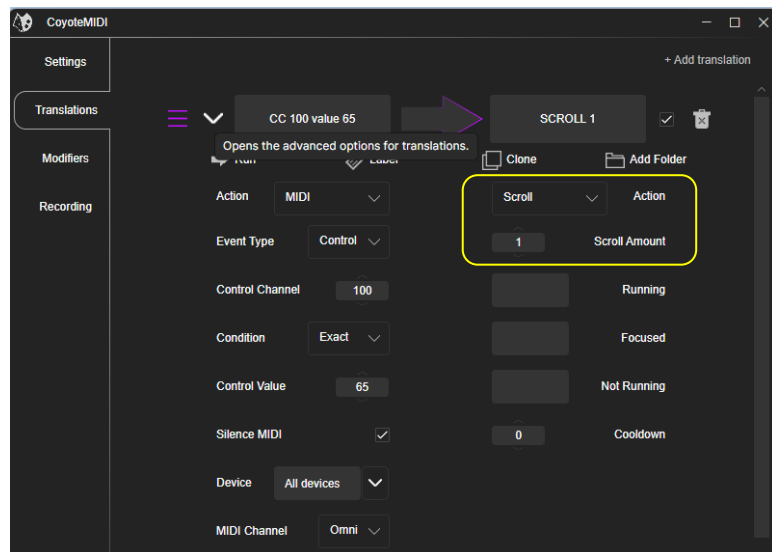 CoyoteMIDI
Settings
+ Add translation
Translations
CC 100 value 65
SCROLL 1
Opens the advanced options for translations.
Modifiers
Run
Label
Clone
Add Folder
Recording
Action MIDI
Scroll Action
Event Type Control
1 Scroll Amount
Control Channel 100
Running
Condition Exact
Focused
Control Value 65
Not Running
Silence MIDI
0 Cooldown
Device All devices
MIDI Channel Omni